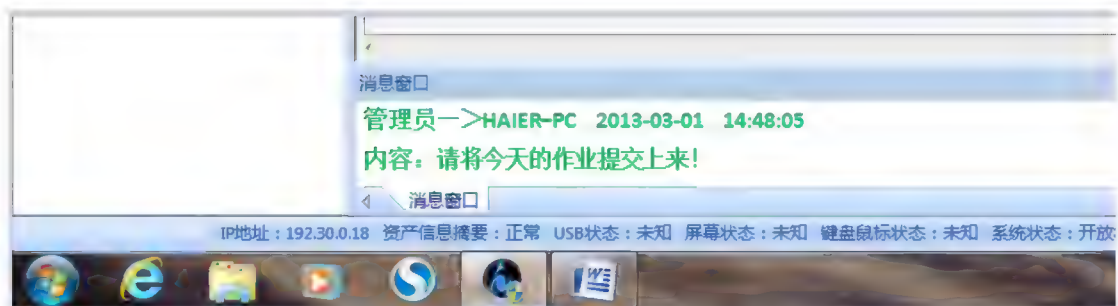 消息窗口
管理员—>HAIER-PC 2013-03-01 14:48:05
内容：请将今天的作业提交上来!
消息窗口
IP地址：192.30.0.18 资产信息摘要：正常 USB状态：未知 屏幕状态：未知 键盘鼠标状态：未知 系统状态：开放